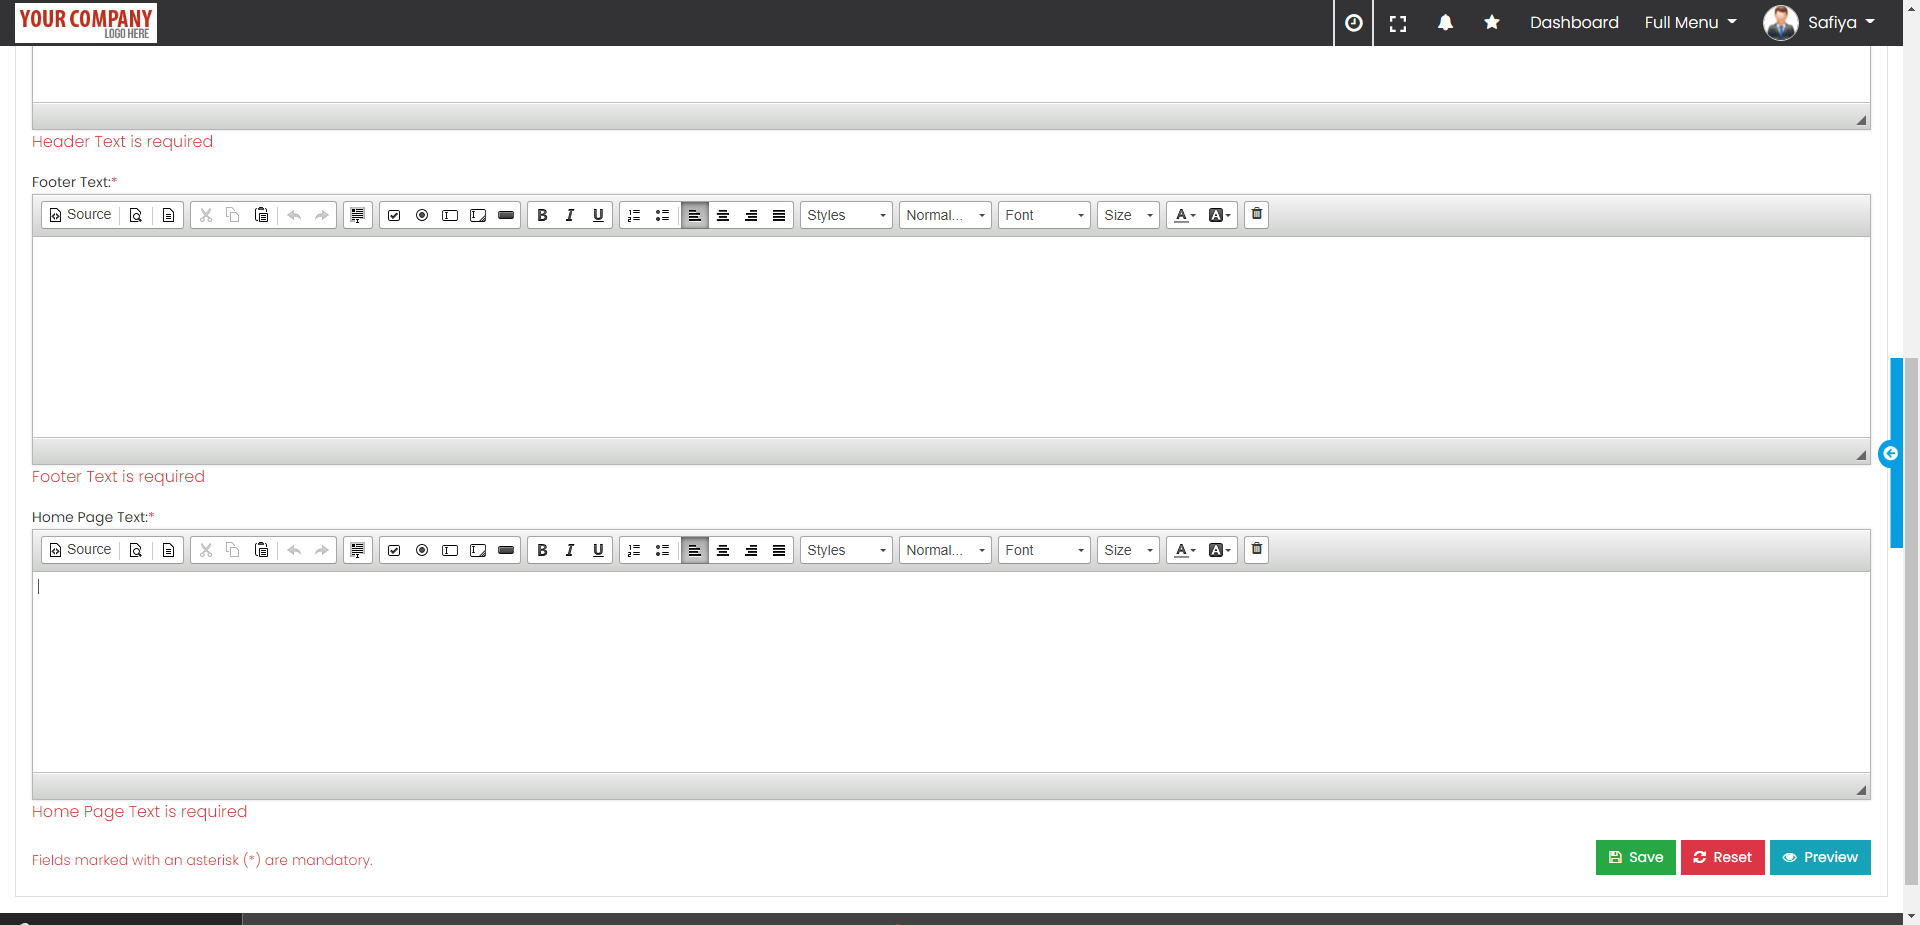 YOUR COMPANY
LOGO HERE
Dashboard
Full Menu
Safiya
Header Text is required
Footer Text:*
Source
B I U
Styles
Normal...
Font
Size
A
A
Footer Text is required
Home Page Text:*
Source
B I U
Styles
Normal...
Font
Size
A
A
Home Page Text is required
Fields marked with an asterisk (*) are mandatory.
Save
Reset
Preview